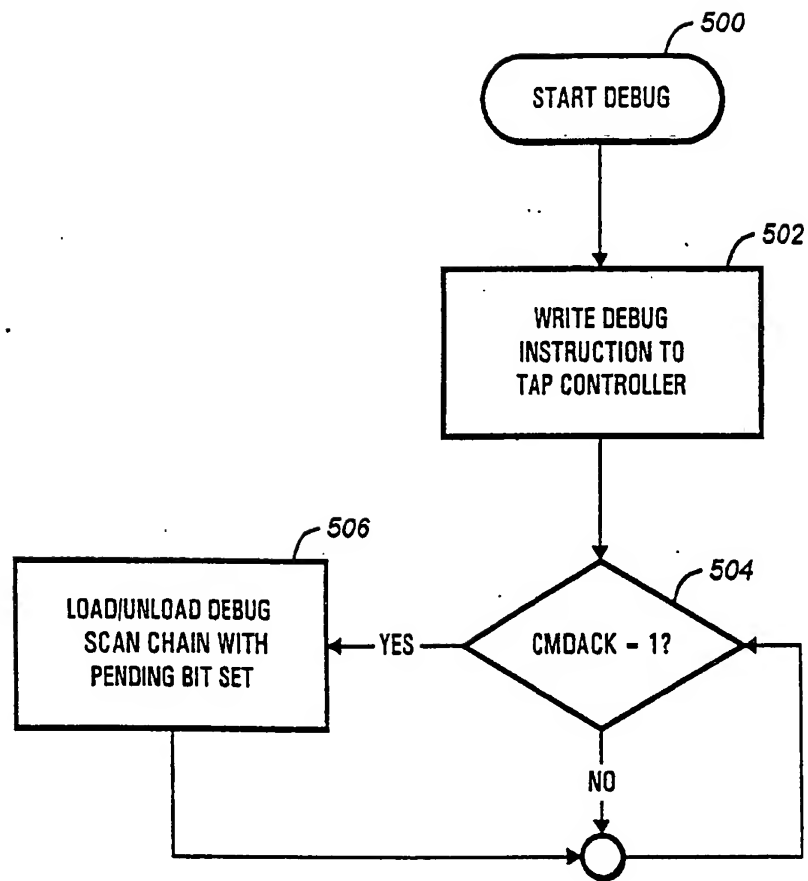 500
START DEBUG
502
WRITE DEBUG
INSTRUCTION TO
TAP CONTROLLER
506
504
LOAD/UNLOAD DEBUG
SCAN CHAIN WITH
PENDING BIT SET
YES
CMDACK = 1?
NO